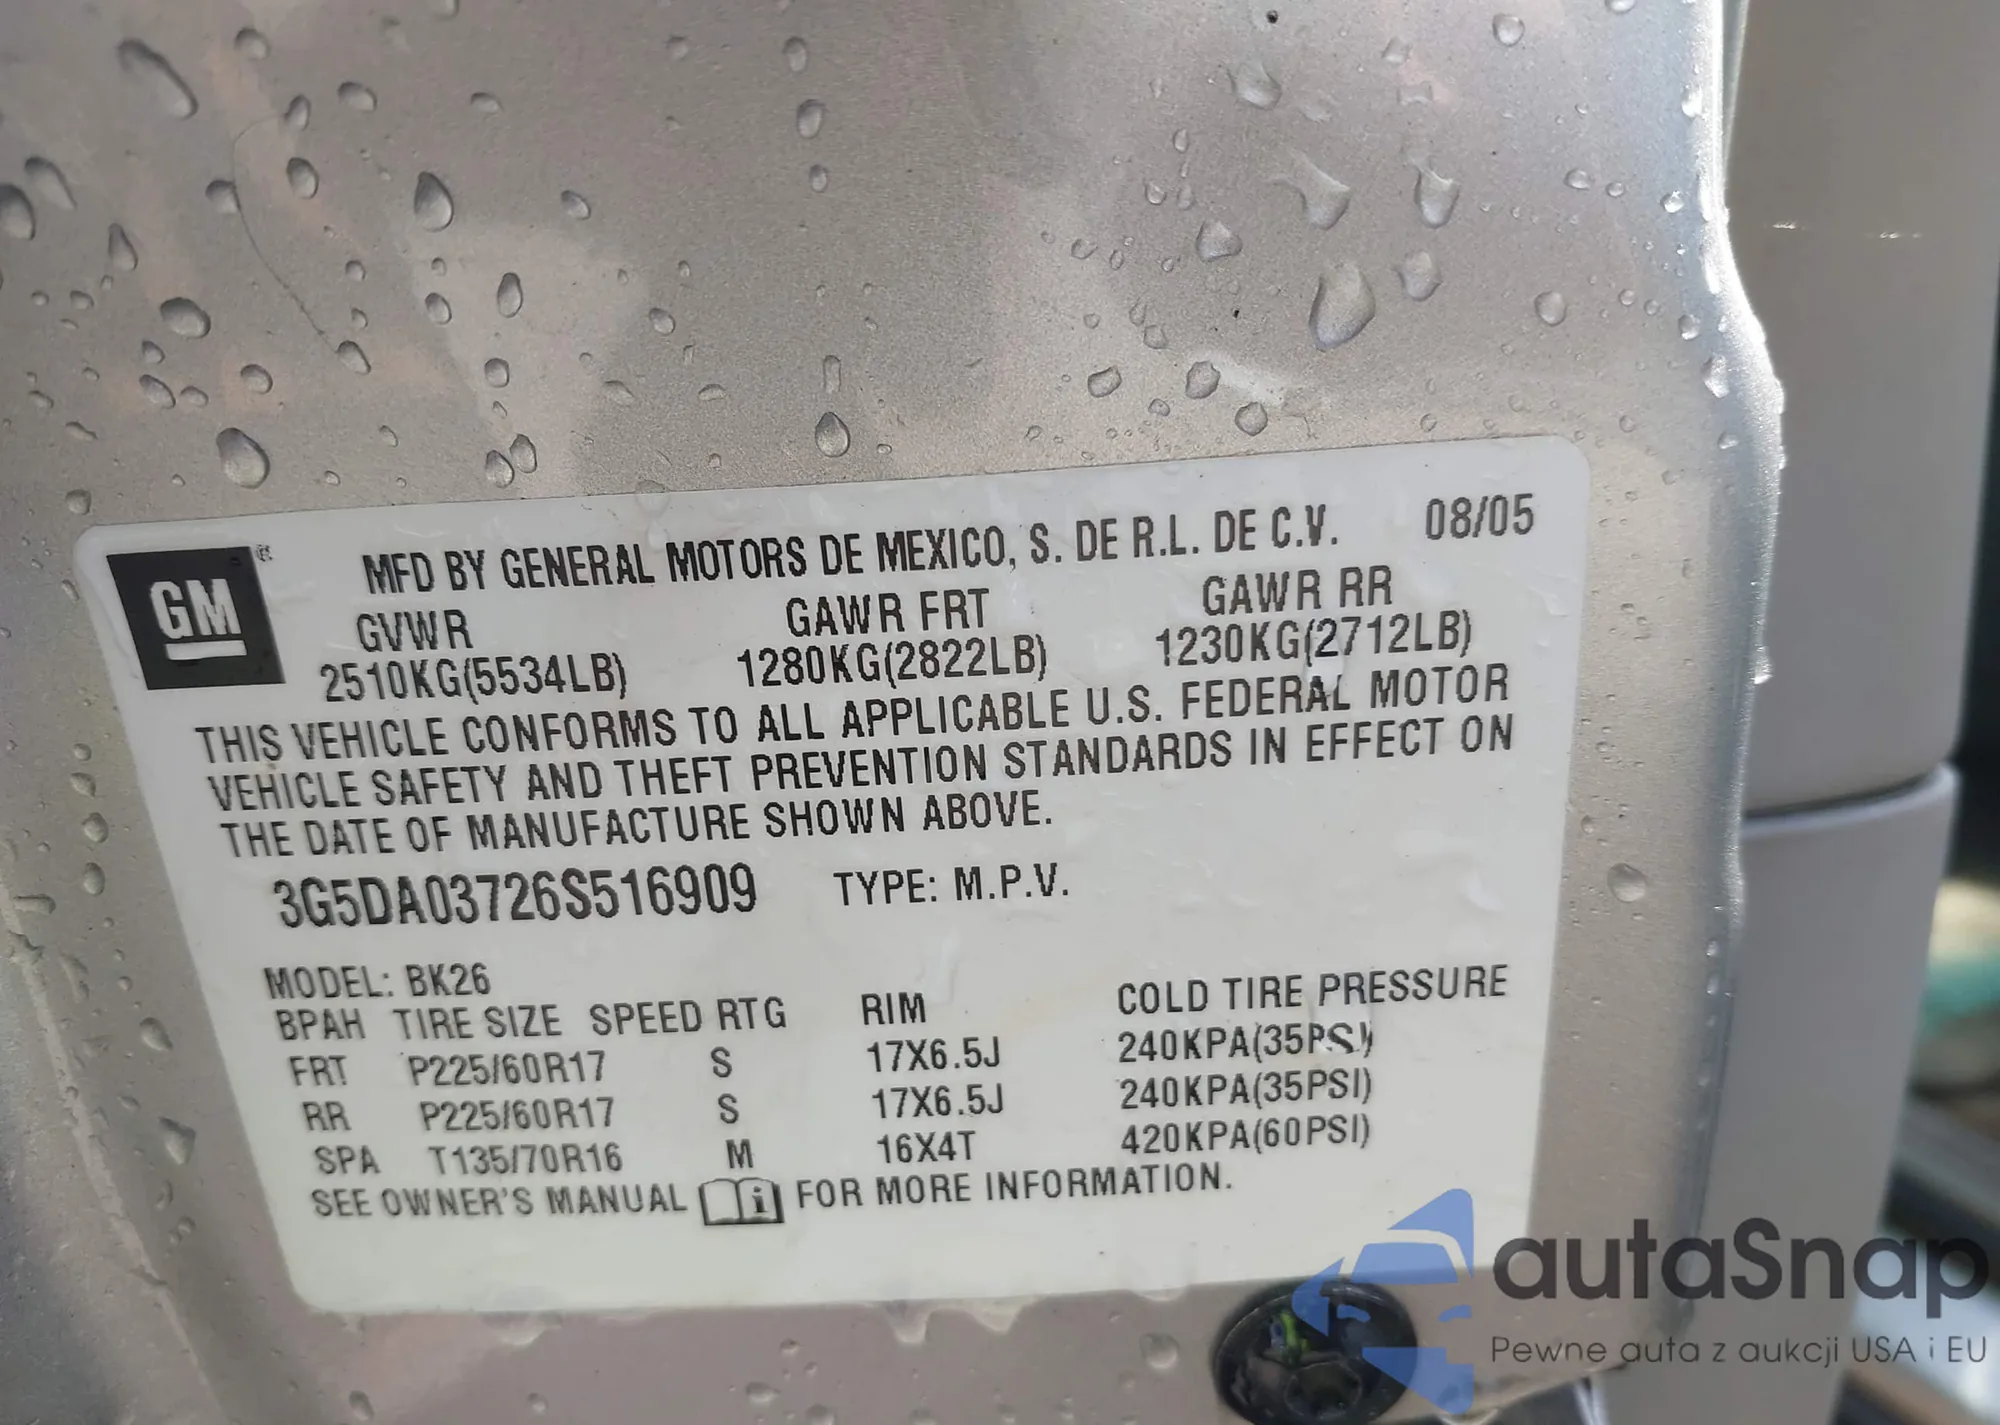 GM ®
MFD BY GENERAL MOTORS DE MEXICO, S. DE R.L. DE C.V. 08/05
GVWR GAWR FRT GAWR RR
2510KG(5534LB) 1280KG(2822LB) 1230KG(2712LB)
THIS VEHICLE CONFORMS TO ALL APPLICABLE U.S. FEDERAL MOTOR
VEHICLE SAFETY AND THEFT PREVENTION STANDARDS IN EFFECT ON
THE DATE OF MANUFACTURE SHOWN ABOVE.
3G5DA03726S516909 TYPE: M.P.V.
MODEL: BK26
BPAH TIRE SIZE SPEED RTG RIM COLD TIRE PRESSURE
FRT P225/60R17 S 17X6.5J 240KPA(35PSI)
RR P225/60R17 S 17X6.5J 240KPA(35PSI)
SPA T135/70R16 M 16X4T 420KPA(60PSI)
SEE OWNER'S MANUAL i FOR MORE INFORMATION.
autaSnap
Pewne auta z aukcji USA i EU